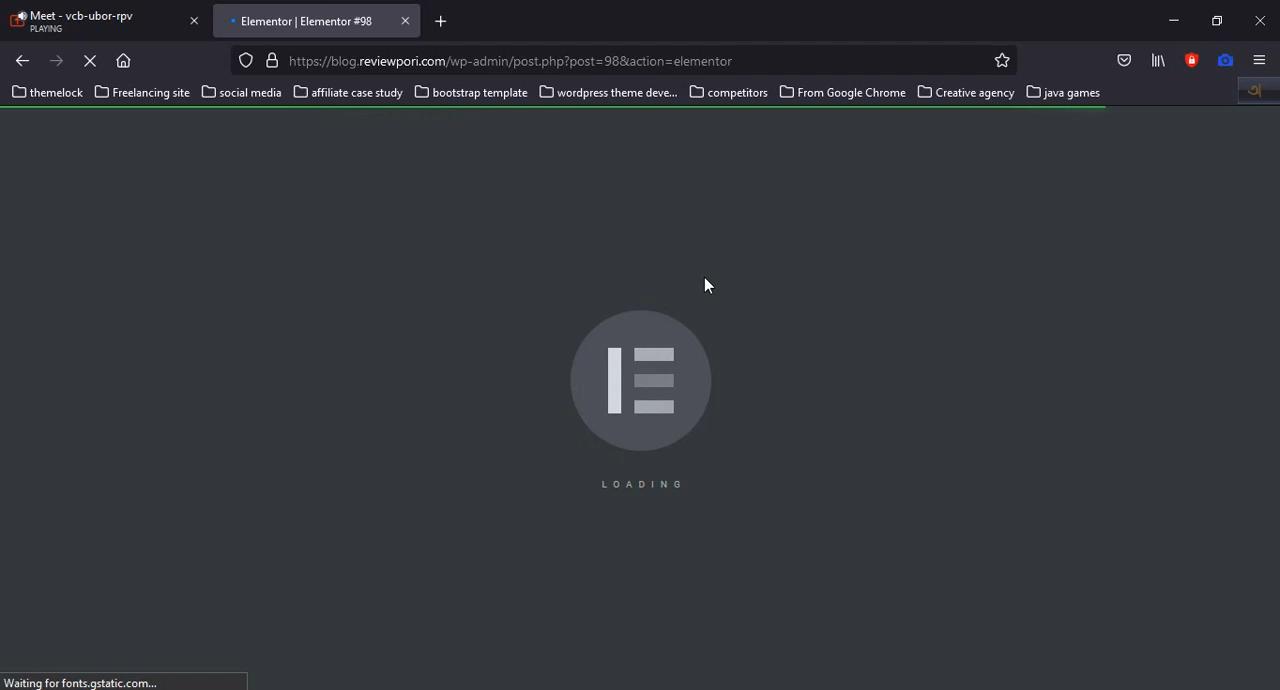 Meet - vcb-ubor-rpv
PLAYING
Elementor | Elementor #98
https://blog.reviewpori.com/wp-admin/post.php?post=98&action=elementor
themelock
Freelancing site
social media
affiliate case study
bootstrap template
wordpress theme deve...
competitors
From Google Chrome
Creative agency
java games
অ
LOADING
Waiting for fonts.gstatic.com...